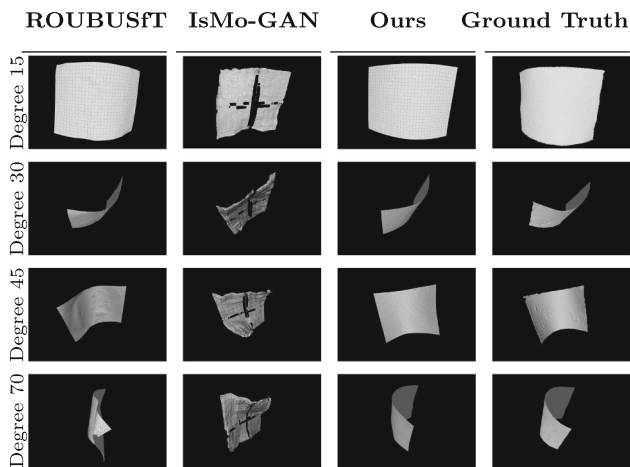 ROUBUSfT IsMo-GAN Ours Ground Truth
Degree 15
Degree 30
Degree 45
Degree 70